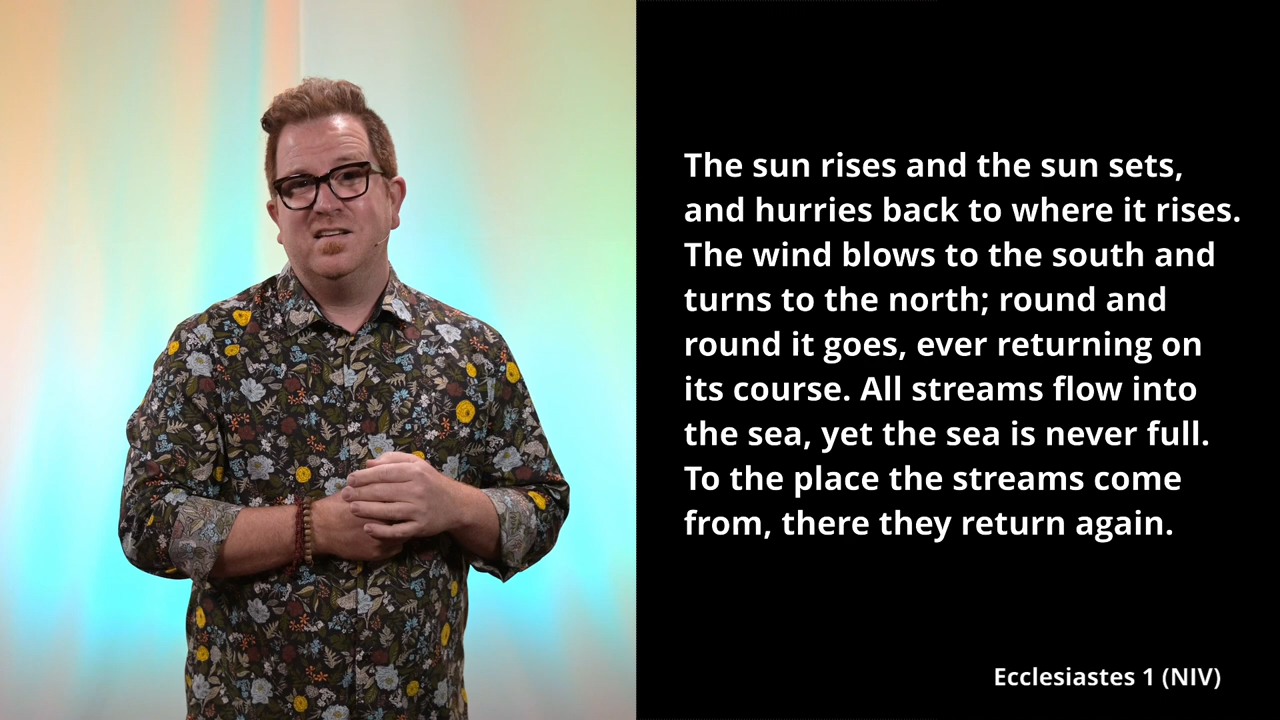 The sun rises and the sun sets,
and hurries back to where it rises.
The wind blows to the south and
turns to the north; round and
round it goes, ever returning on
its course. All streams flow into
the sea, yet the sea is never full.
To the place the streams come
from, there they return again.
Ecclesiastes 1 (NIV)